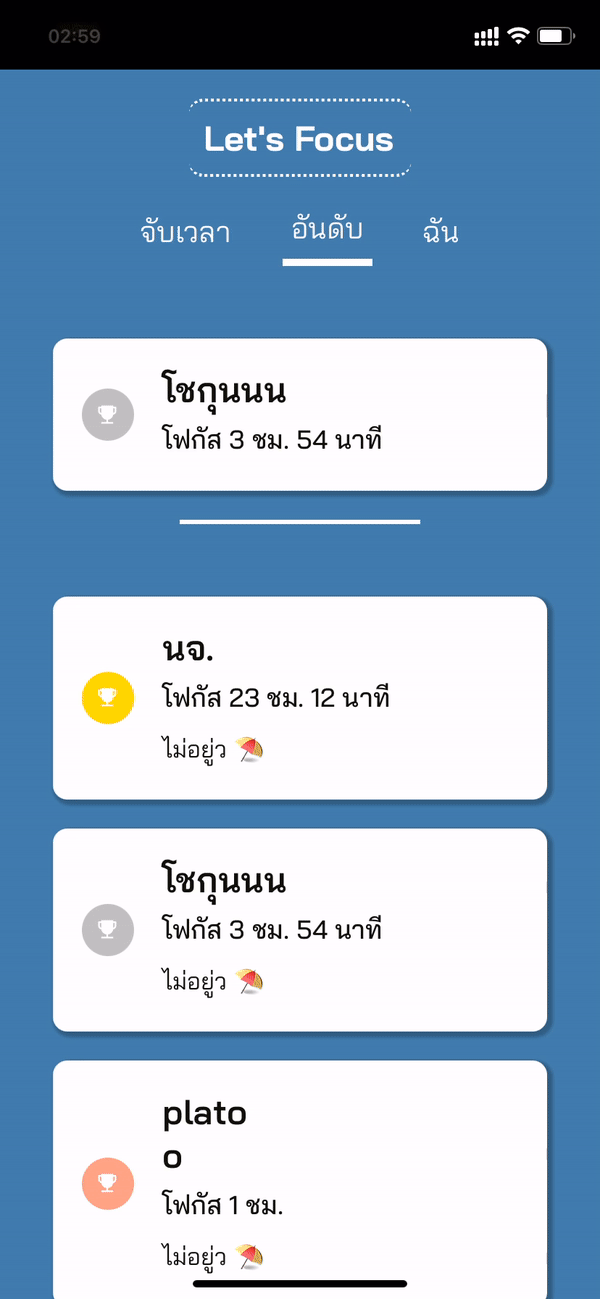 02:59
Let's Focus
จับเวลา อันดับ ฉัน
โชกุนนน
โฟกัส 3 ชม. 54 นาที
นจ.
โฟกัส 23 ชม. 12 นาที
ไม่อยู่ว ⛱️
โชกุนนน
โฟกัส 3 ชม. 54 นาที
ไม่อยู่ว ⛱️
plato
o
โฟกัส 1 ชม.
ไม่อยู่ว ⛱️